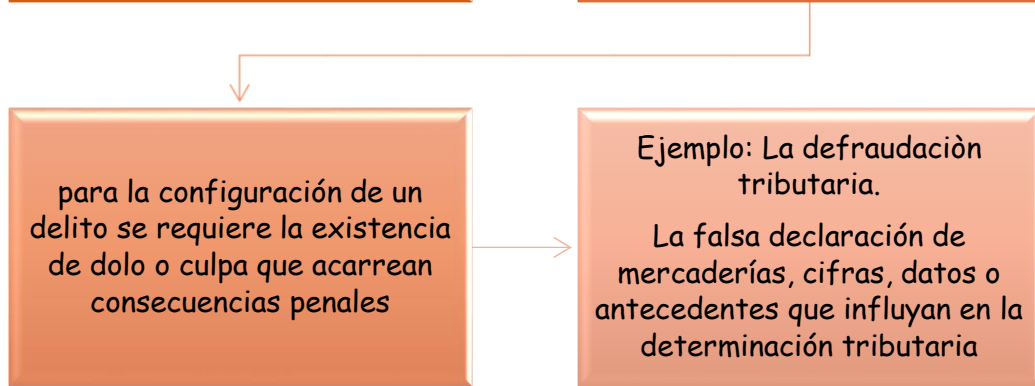 para la configuración de un
delito se requiere la existencia
de dolo o culpa que acarrean
consecuencias penales
Ejemplo: La defraudaciòn
tributaria.
La falsa declaración de
mercaderías, cifras, datos o
antecedentes que influyan en la
determinación tributaria